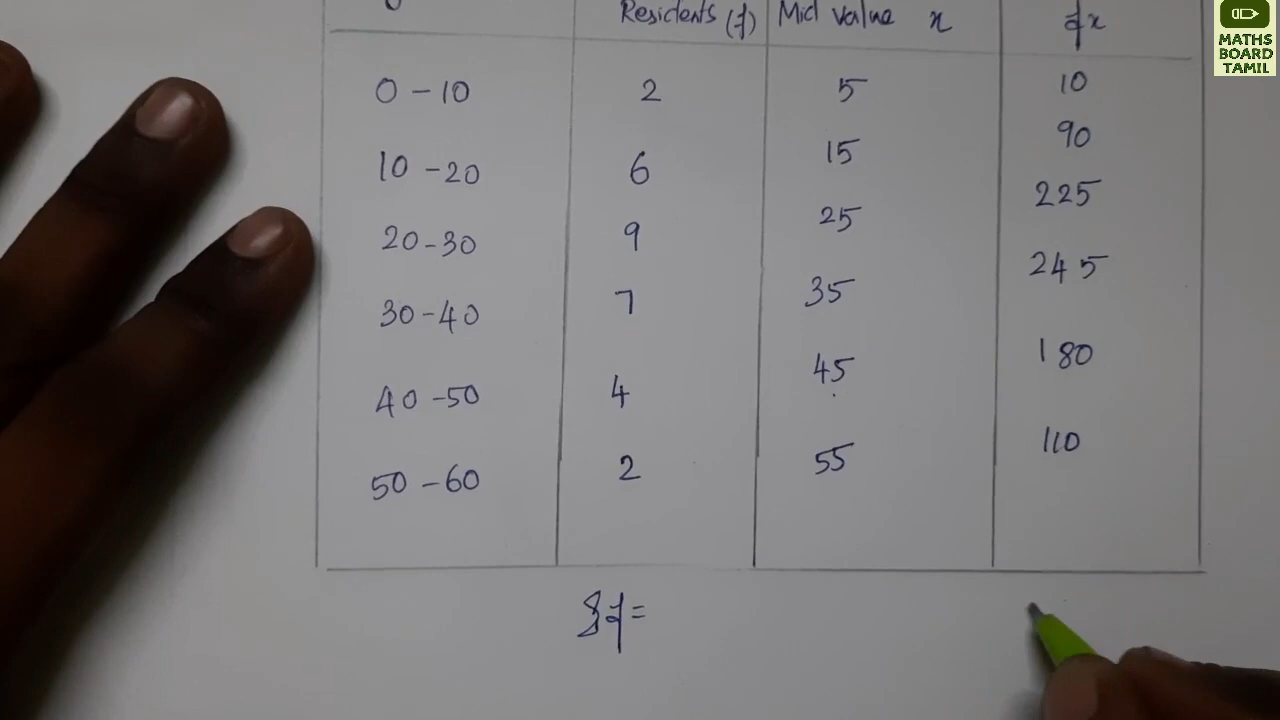 Residents (f) Mid value x fx
MATHS
BOARD
TAMIL
0 - 10 2 5 10
10 - 20 6 15 90
20 - 30 9 25 225
30 - 40 7 35 245
40 - 50 4 45 180
50 - 60 2 55 110
Σf =